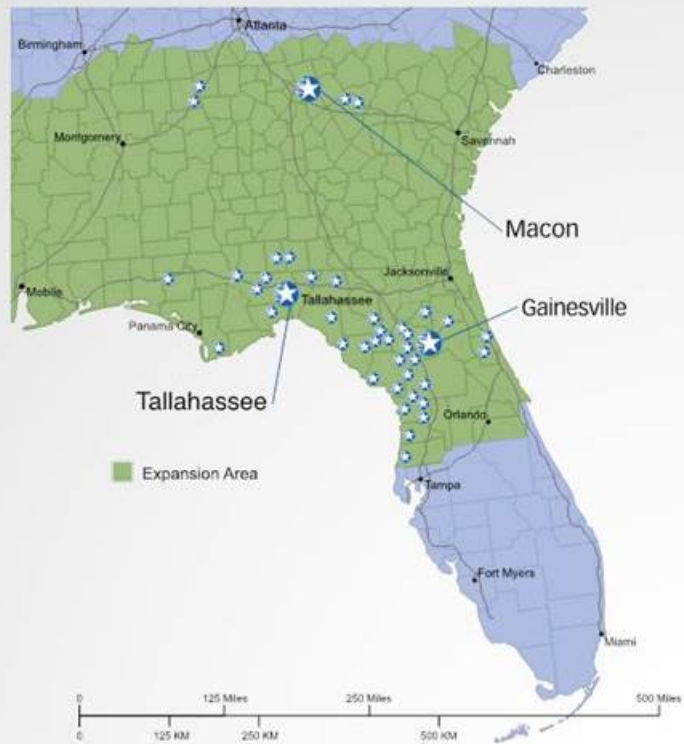 Atlanta
Birmingham
Charleston
Montgomery
Savannah
Macon
Jacksonville
Mobile
Tallahassee
Gainesville
Panama City
Tallahassee
Orlando
Expansion Area
Tampa
Fort Myers
Miami
0 125 Miles 250 Miles 500 Miles
0 125 KM 250 KM 500 KM